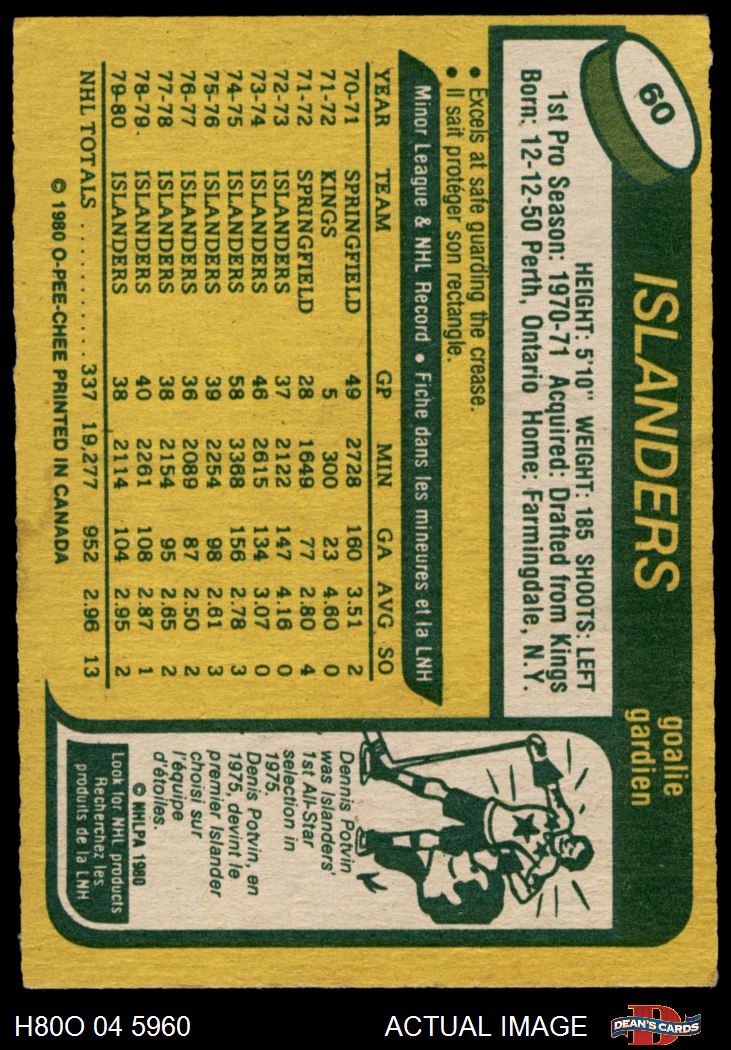 60
ISLANDERS
goalie
gardien
HEIGHT: 5'10" WEIGHT: 185 SHOOTS: LEFT
1st Pro Season: 1970-71 Acquired: Drafted from Kings
Born: 12-12-50 Perth, Ontario Home: Farmingdale, N.Y.
• Excels at safe guarding the crease.
• Il sait protéger son rectangle.
Minor League & NHL Record • Fiche dans les mineures et la LNH
YEAR TEAM GP MIN GA AVG SO
70-71 SPRINGFIELD 49 2728 160 3.51 2
71-72 KINGS 5 300 23 4.60 0
71-72 SPRINGFIELD 28 1649 77 2.80 4
72-73 ISLANDERS 37 2122 147 4.16 0
73-74 ISLANDERS 46 2615 134 3.07 0
74-75 ISLANDERS 58 3368 156 2.78 3
75-76 ISLANDERS 39 2254 98 2.61 3
76-77 ISLANDERS 36 2089 87 2.50 2
77-78 ISLANDERS 38 2154 95 2.65 2
78-79 ISLANDERS 40 2261 108 2.87 1
79-80 ISLANDERS 38 2114 104 2.95 2
NHL TOTALS .......... 337 19,277 952 2.96 13
© 1980 O-PEE-CHEE PRINTED IN CANADA
Dennis Potvin
was Islanders'
1st All-Star
selection in
1975.
Denis Potvin, en
1975, devint le
premier Islander
choisi sur
l'équipe
d'étoiles.
© NHLPA 1980
Look for NHL products
Recherchez les
produits de la LNH
H80O 04 5960
ACTUAL IMAGE
D
DEAN'S CARDS